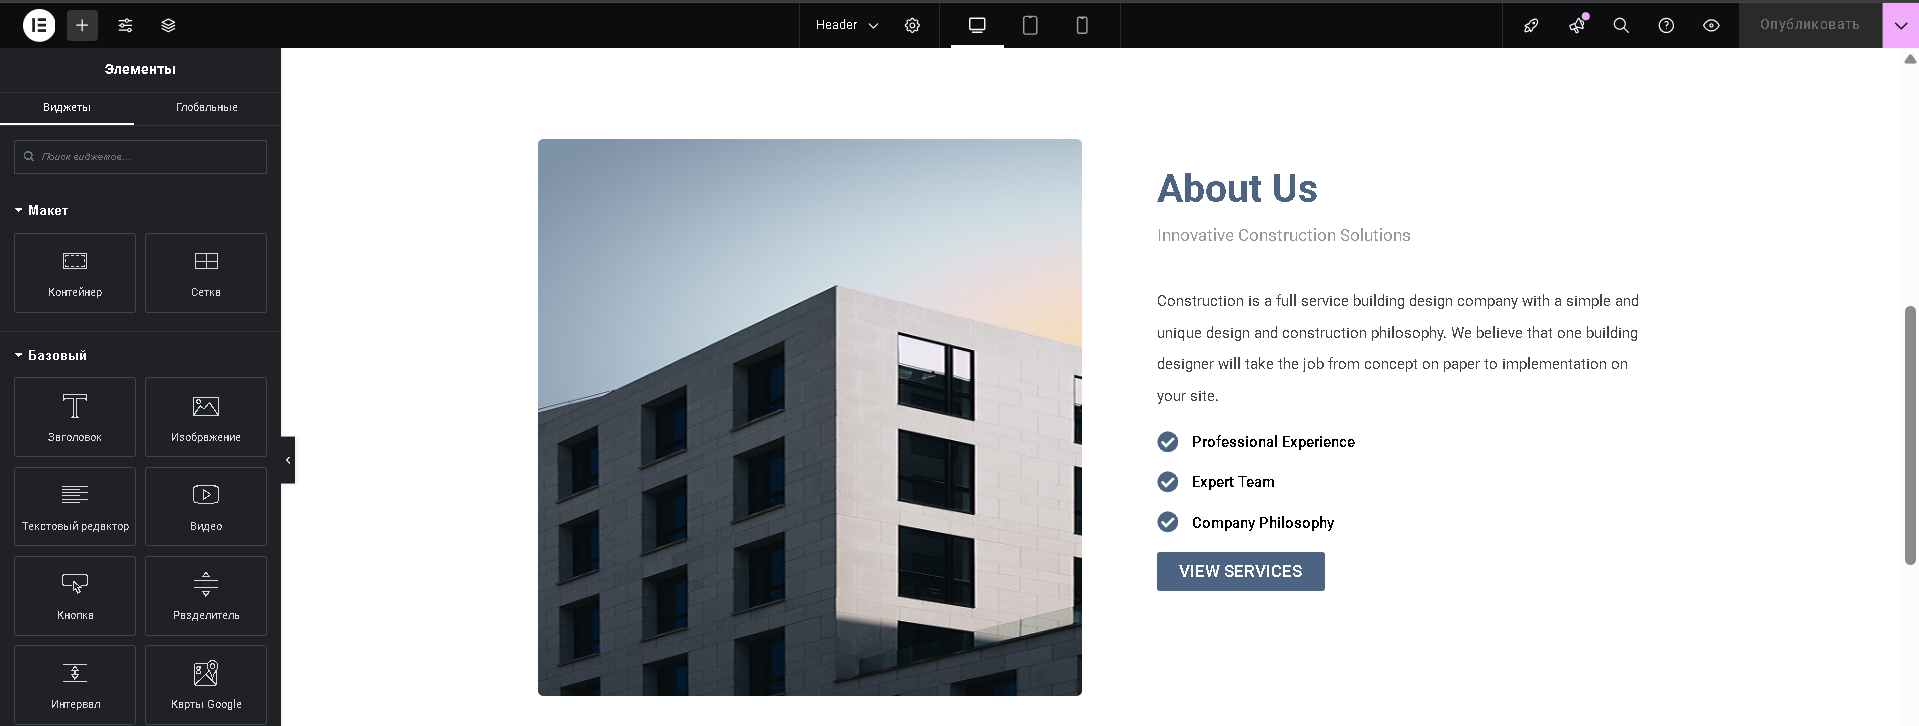 Header
Опубликовать
Элементы
Виджеты
Глобальные
Поиск виджетов...
Макет
Контейнер
Сетка
Базовый
Заголовок
Изображение
Текстовый редактор
Видео
Кнопка
Разделитель
Интервал
Карты Google
About Us
Innovative Construction Solutions
Construction is a full service building design company with a simple and
unique design and construction philosophy. We believe that one building
designer will take the job from concept on paper to implementation on
your site.
Professional Experience
Expert Team
Company Philosophy
VIEW SERVICES